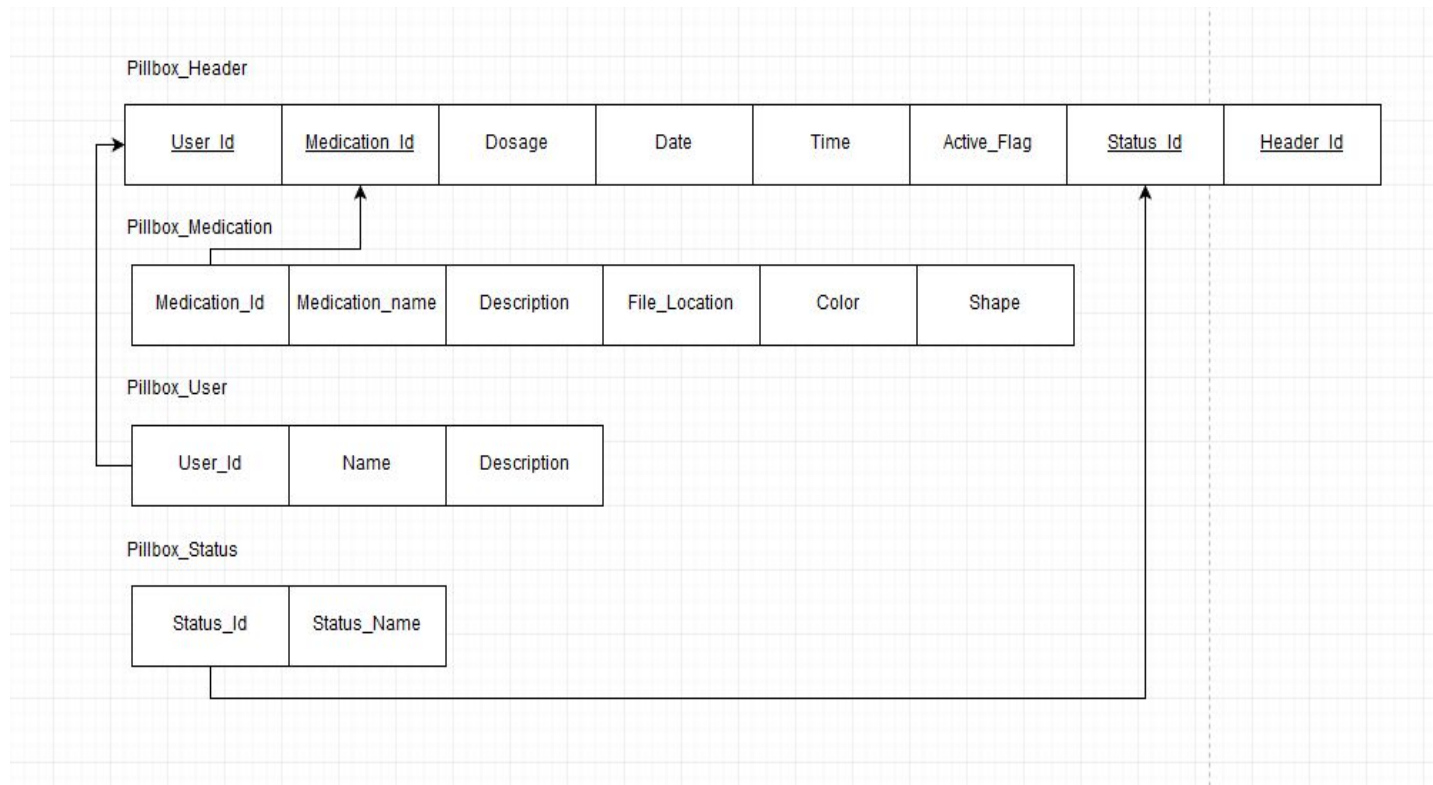 Pillbox_Header
User_Id Medication_Id Dosage Date Time Active_Flag Status_Id Header_Id
Pillbox_Medication
Medication_Id Medication_name Description File_Location Color Shape
Pillbox_User
User_Id Name Description
Pillbox_Status
Status_Id Status_Name